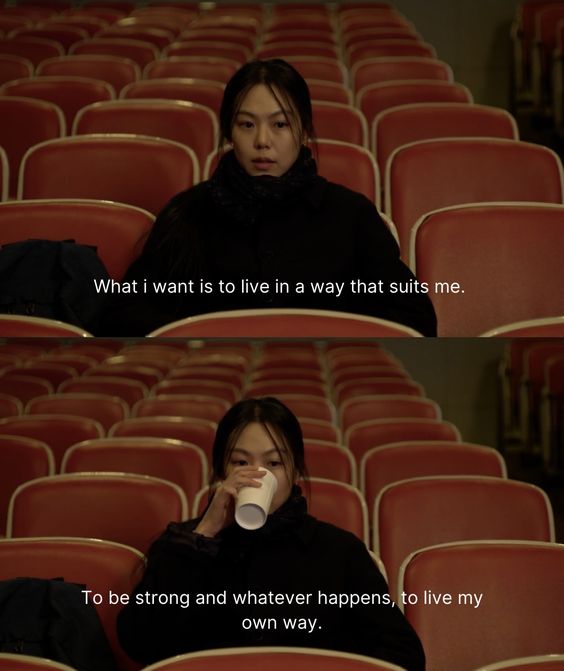 What i want is to live in a way that suits me.
To be strong and whatever happens, to live my
own way.